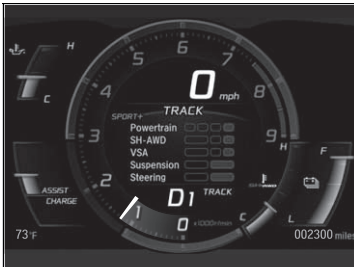 6
5
7
H
4
0 mph
8
C
TRACK
SPORT+
Powertrain
3
SH-AWD
9
VSA
H
F
Suspension
Steering
2
ASSIST
TRACK
CHARGE
D1
1
C
0
x1000r/min
L
73°F
002300 miles